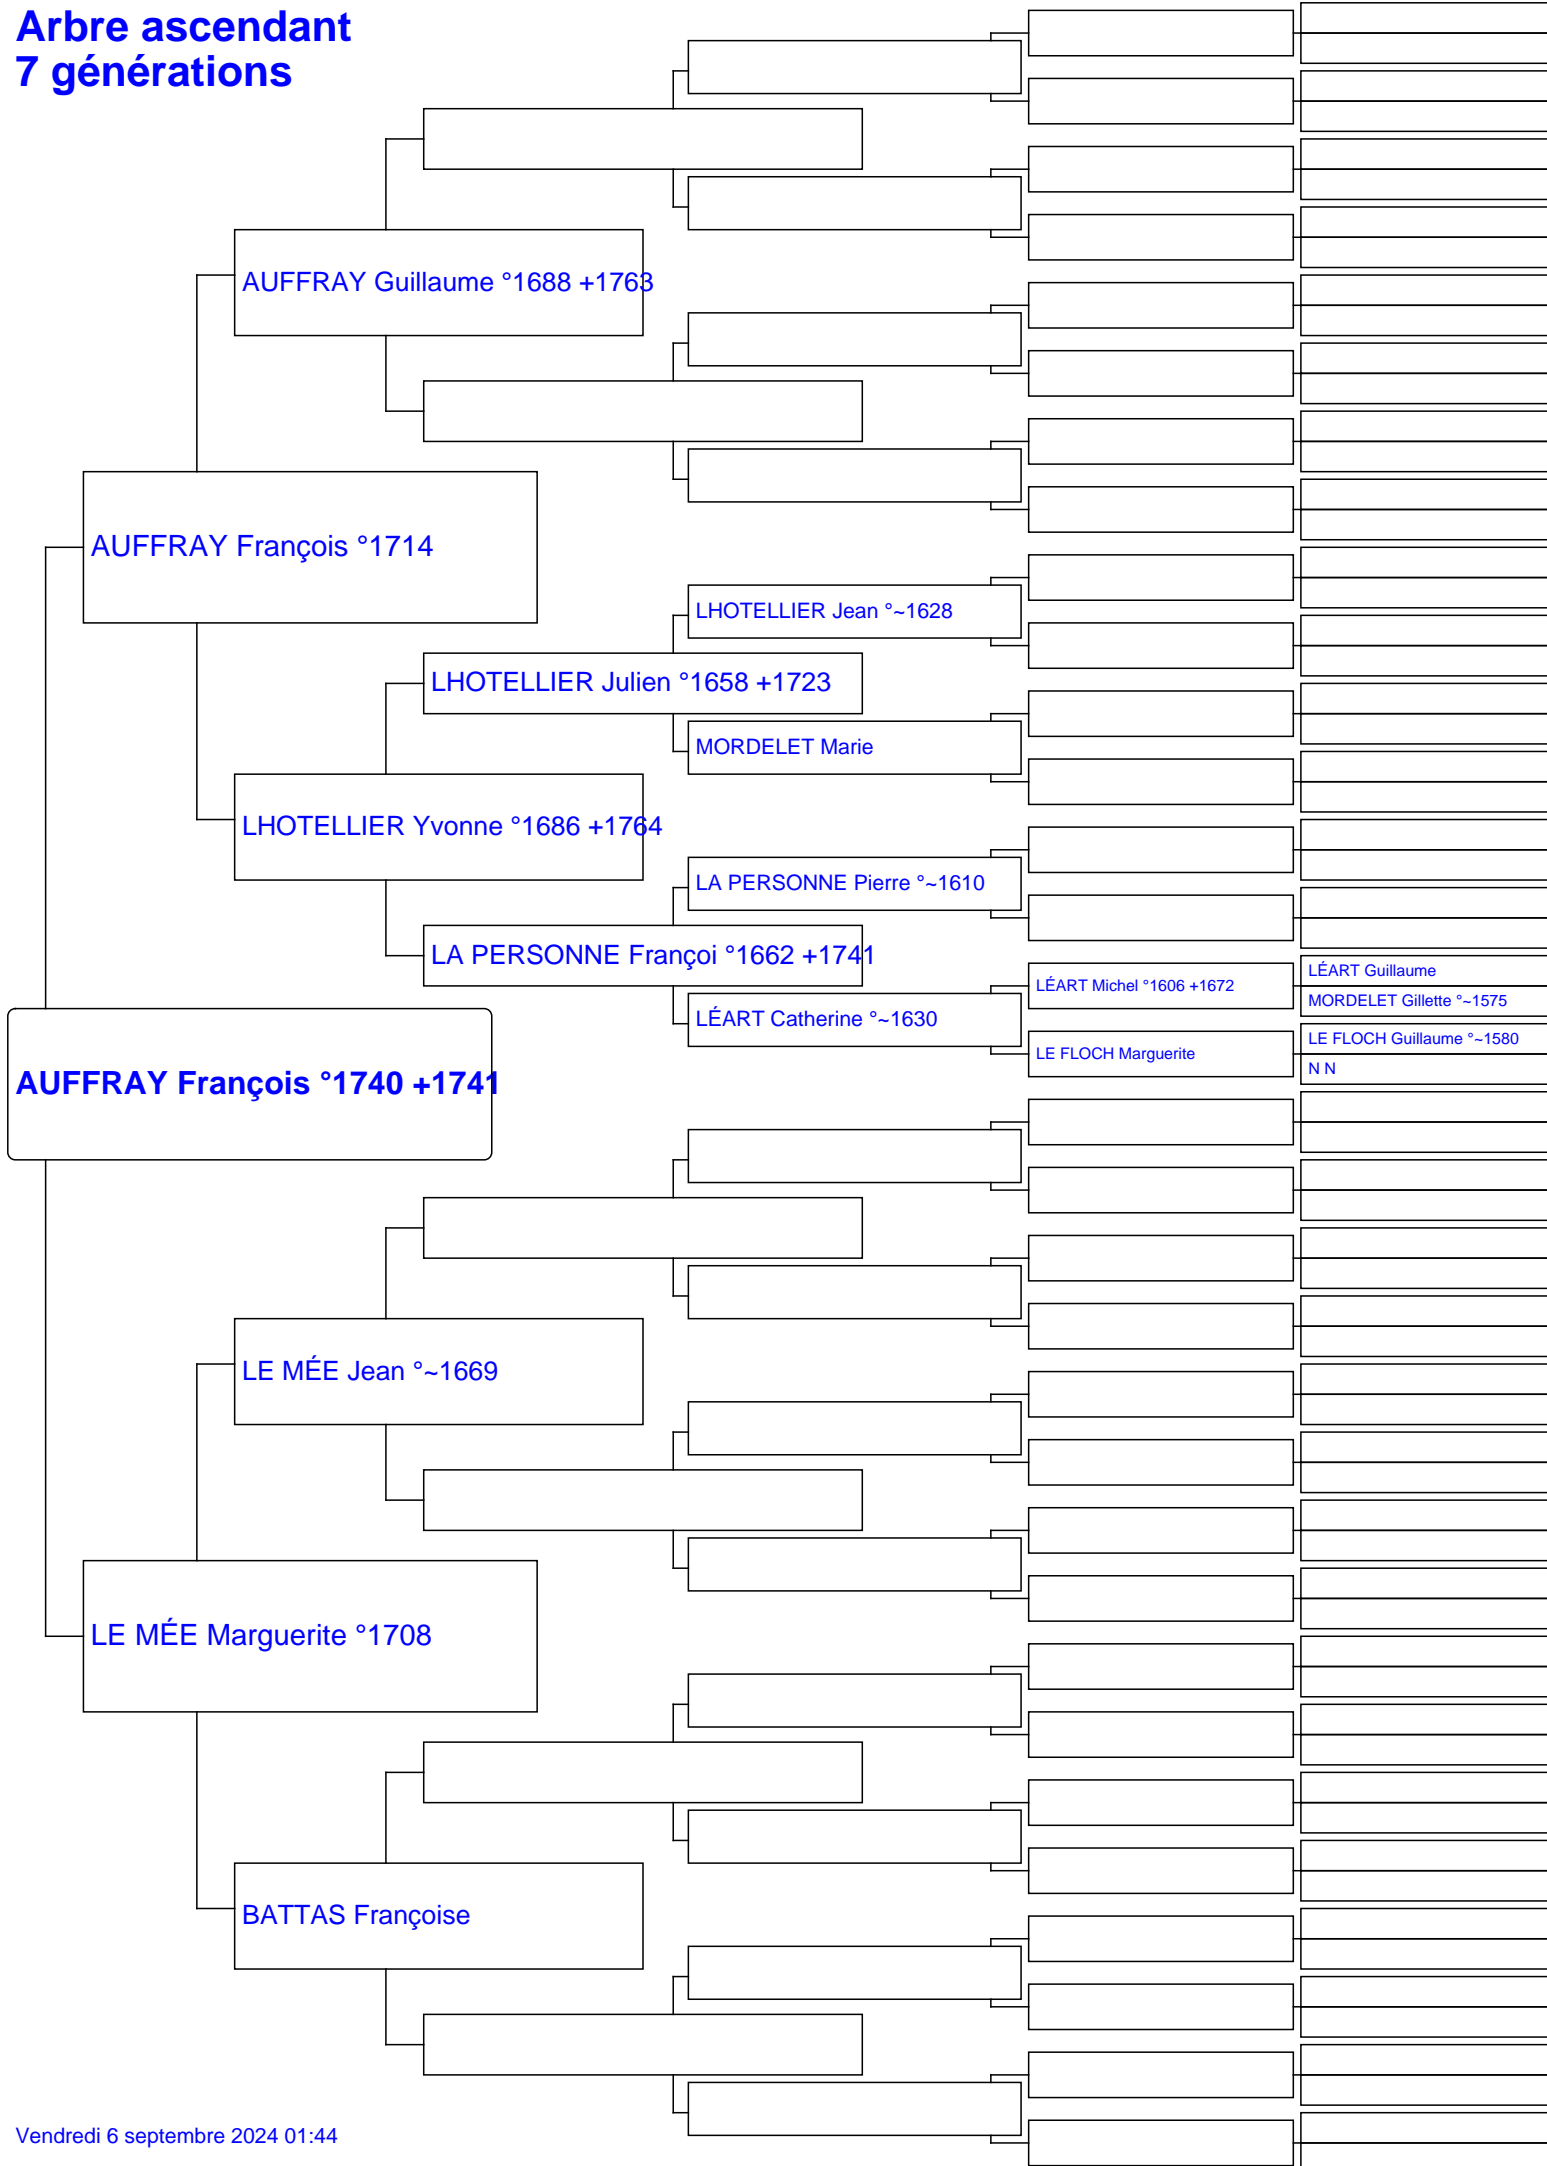 Arbre ascendant
7 générations
AUFFRAY Guillaume °1688 +1763
AUFFRAY François °1714
LHOTELLIER Jean °~1628
LHOTELLIER Julien °1658 +1723
MORDELET Marie
LHOTELLIER Yvonne °1686 +1764
LA PERSONNE Pierre °~1610
LA PERSONNE Françoi °1662 +1741
LÉART Guillaume
LÉART Michel °1606 +1672
MORDELET Gillette °~1575
LÉART Catherine °~1630
LE FLOCH Guillaume °~1580
LE FLOCH Marguerite
N N
AUFFRAY François °1740 +1741
LE MÉE Jean °~1669
LE MÉE Marguerite °1708
BATTAS Françoise
Vendredi 6 septembre 2024 01:44